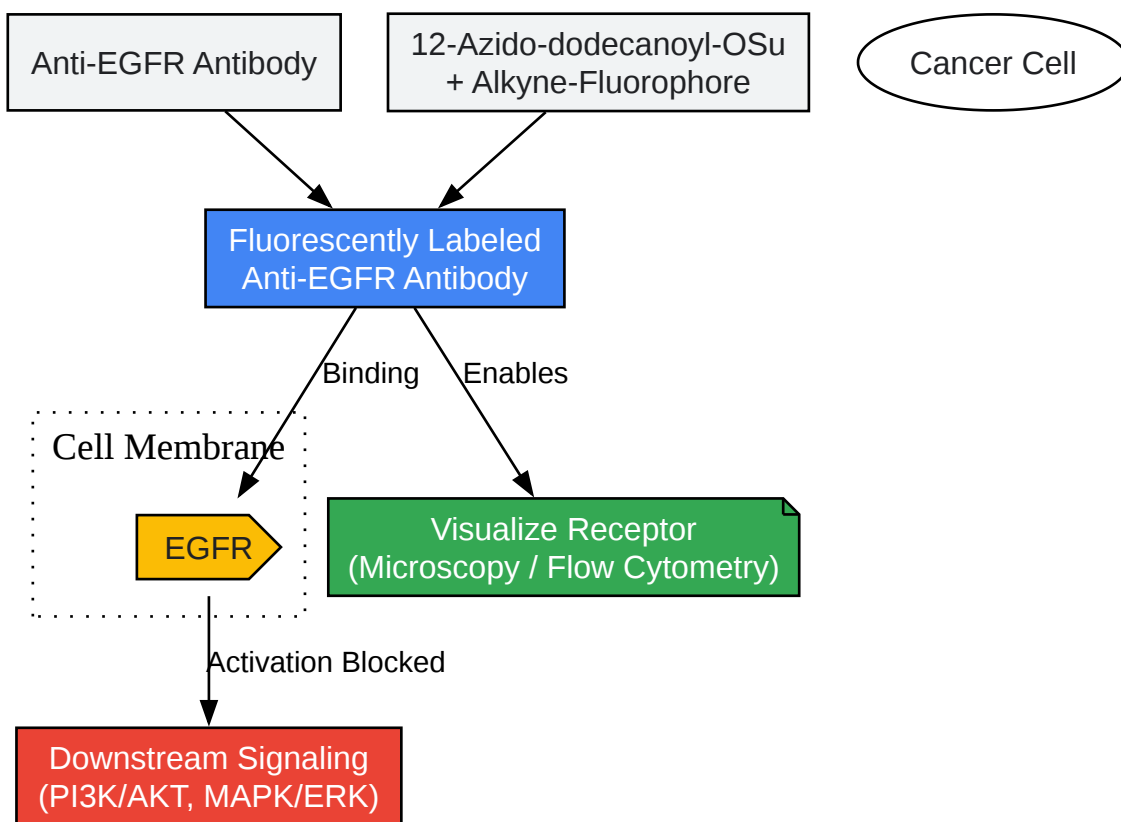 Anti-EGFR Antibody
12-Azido-dodecanoyl-OSu
+ Alkyne-Fluorophore
Cancer Cell
Fluorescently Labeled
Anti-EGFR Antibody
Binding
Enables
Cell Membrane
EGFR
Visualize Receptor
(Microscopy / Flow Cytometry)
Activation Blocked
Downstream Signaling
(PI3K/AKT, MAPK/ERK)